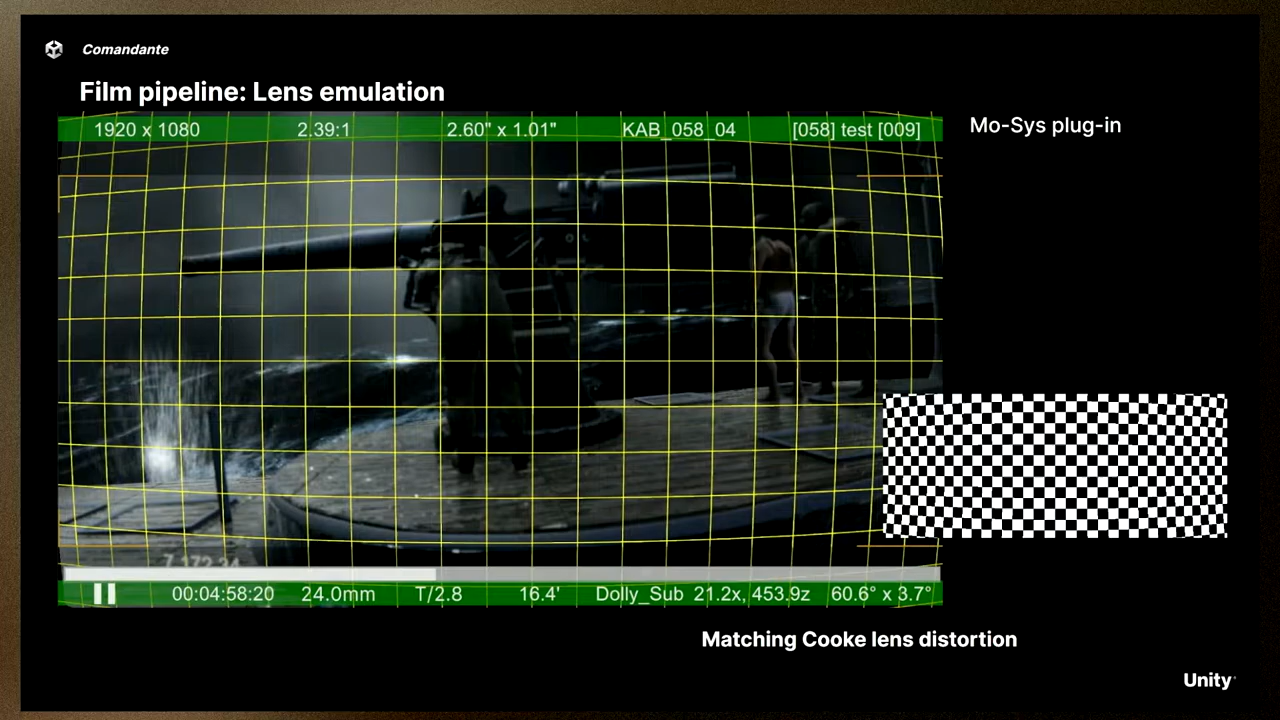 Comandante
Film pipeline: Lens emulation
1920 x 1080 2.39:1 2.60" x 1.01" KAB_058_04 [058] test [009]
Mo-Sys plug-in
00:04:58:20 24.0mm T/2.8 16.4' Dolly_Sub 21.2x, 453.9z 60.6° x 3.7°
Matching Cooke lens distortion
Unity